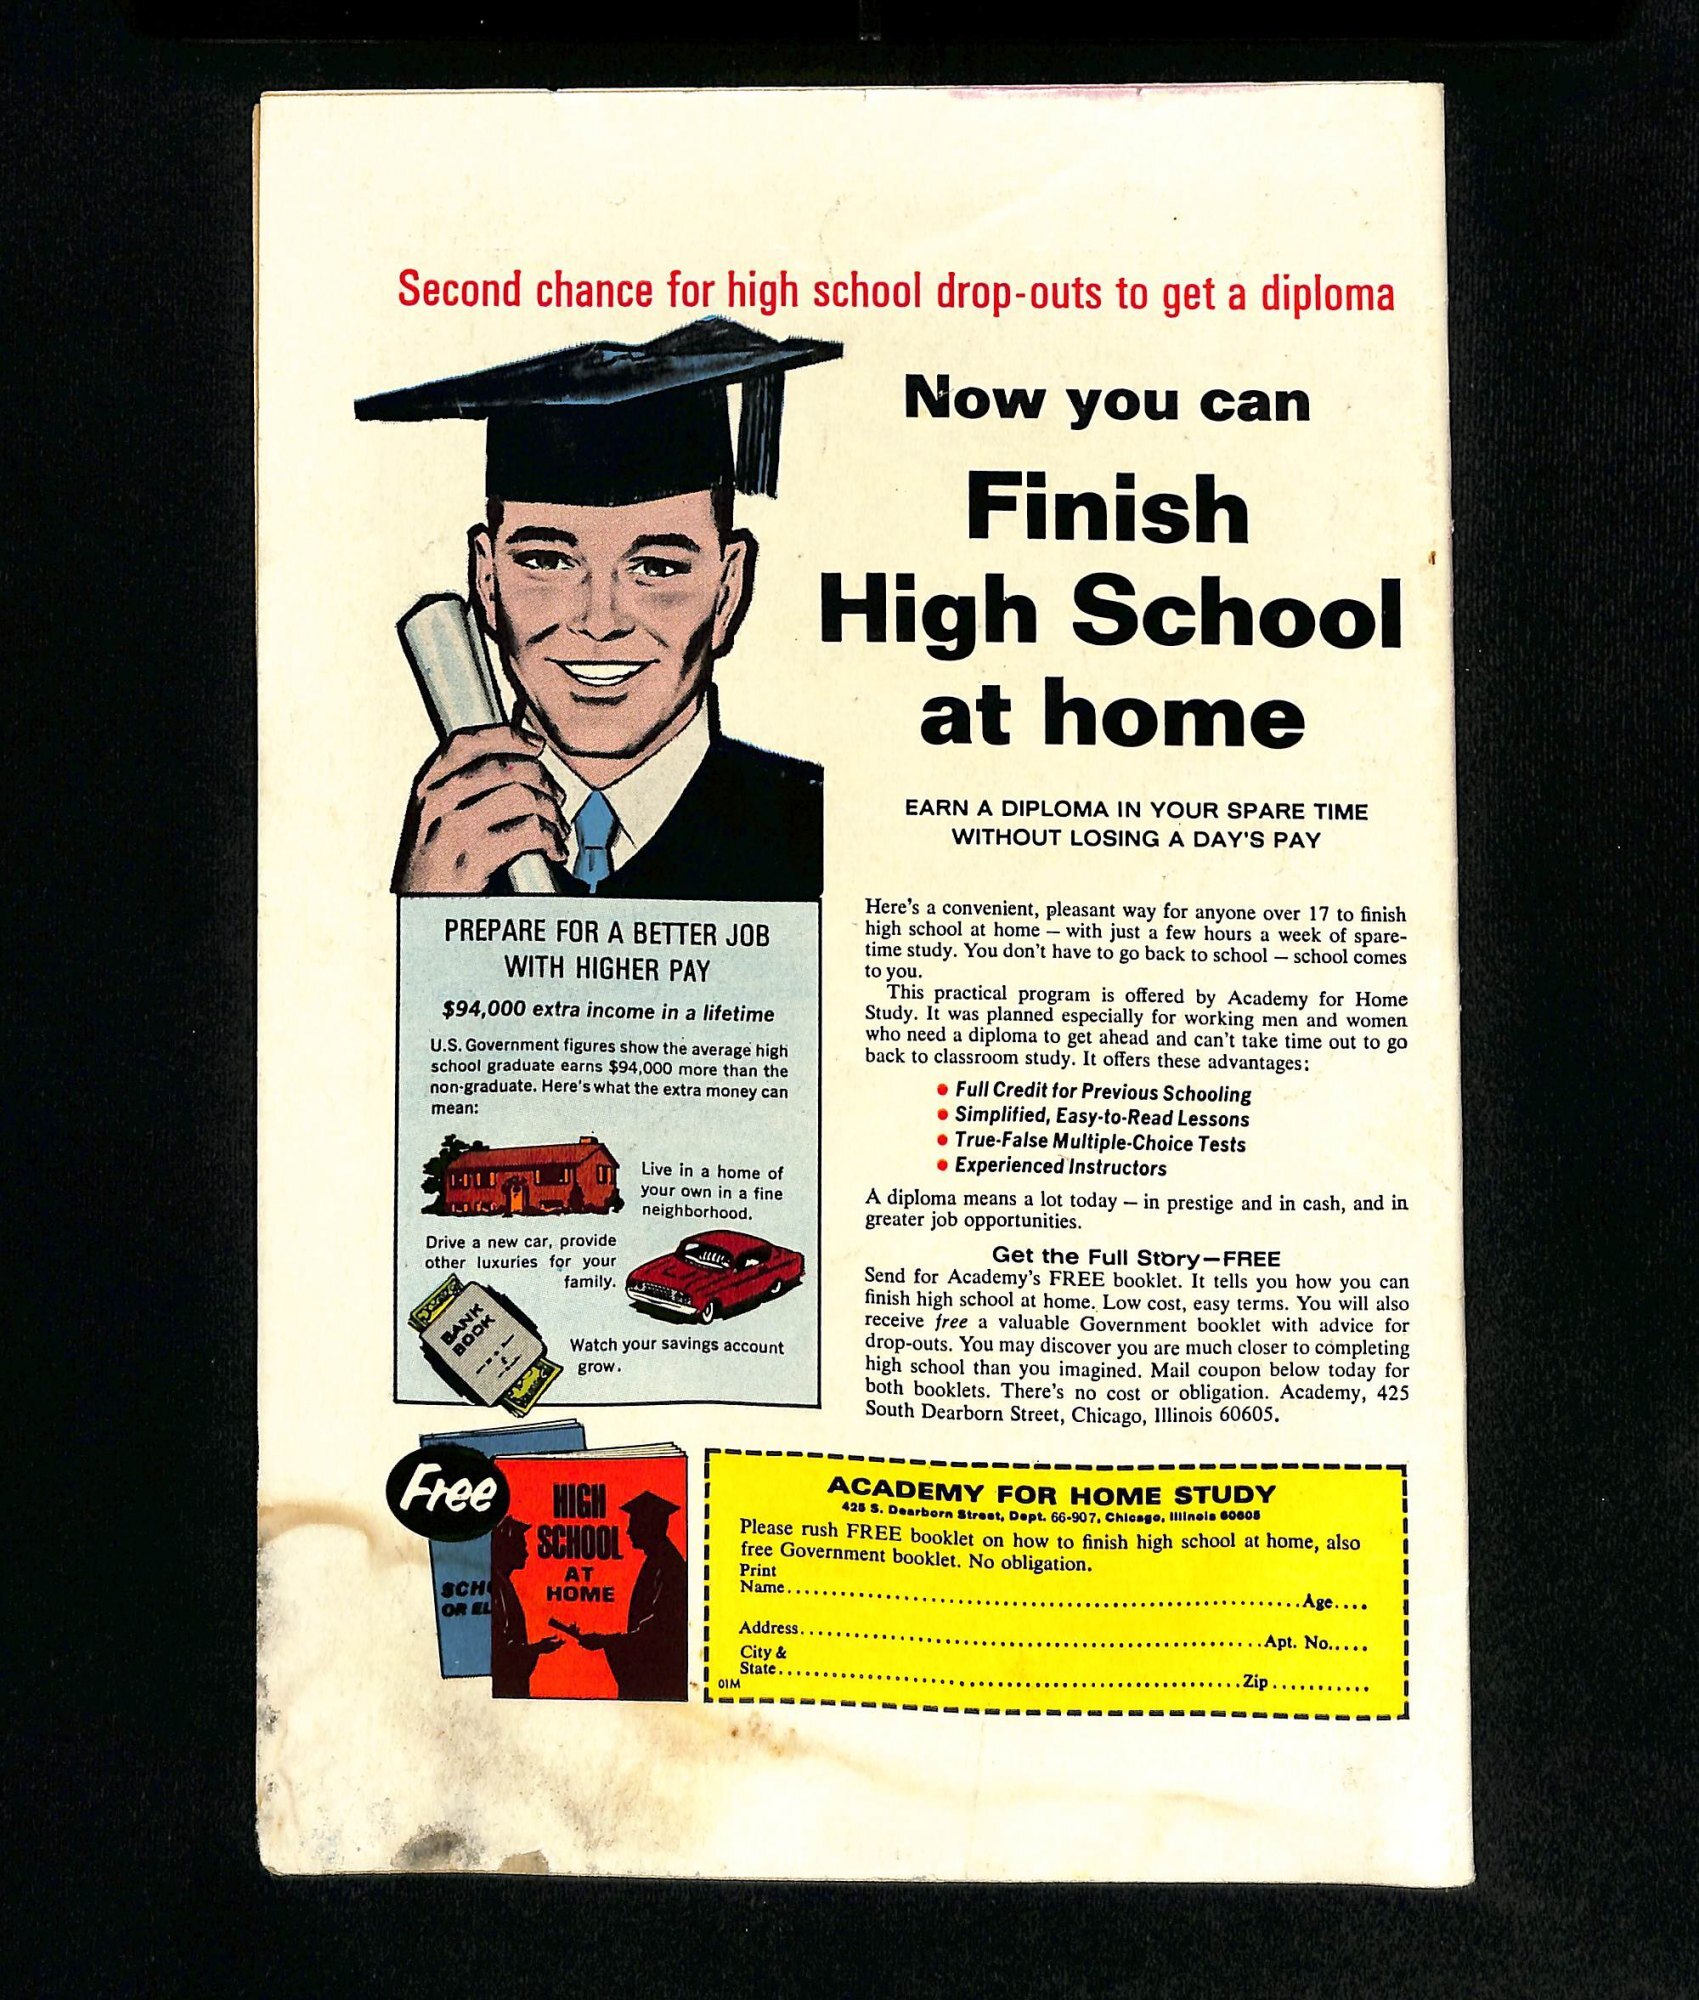 Second chance for high school drop-outs to get a diploma
Now you can
Finish
High School
at home
EARN A DIPLOMA IN YOUR SPARE TIME
WITHOUT LOSING A DAY'S PAY
PREPARE FOR A BETTER JOB
WITH HIGHER PAY
$94,000 extra income in a lifetime
U.S. Government figures show the average high
school graduate earns $94,000 more than the
non-graduate. Here's what the extra money can
mean:
Live in a home of
your own in a fine
neighborhood.
Drive a new car, provide
other luxuries for your
family.
BANK
BOOK
Watch your savings account
grow.
Here's a convenient, pleasant way for anyone over 17 to finish
high school at home — with just a few hours a week of spare-
time study. You don't have to go back to school — school comes
to you.
This practical program is offered by Academy for Home
Study. It was planned especially for working men and women
who need a diploma to get ahead and can't take time out to go
back to classroom study. It offers these advantages:
• Full Credit for Previous Schooling
• Simplified, Easy-to-Read Lessons
• True-False Multiple-Choice Tests
• Experienced Instructors
A diploma means a lot today — in prestige and in cash, and in
greater job opportunities.
Get the Full Story—FREE
Send for Academy's FREE booklet. It tells you how you can
finish high school at home. Low cost, easy terms. You will also
receive free a valuable Government booklet with advice for
drop-outs. You may discover you are much closer to completing
high school than you imagined. Mail coupon below today for
both booklets. There's no cost or obligation. Academy, 425
South Dearborn Street, Chicago, Illinois 60605.
Free
SCH
OR EL
HIGH
SCHOOL
AT
HOME
ACADEMY FOR HOME STUDY
425 S. Dearborn Street, Dept. 66-907, Chicago, Illinois 60605
Please rush FREE booklet on how to finish high school at home, also
free Government booklet. No obligation.
Print
Name..........Age....
Address..........Apt. No.....
City &
State..........Zip...........
01M